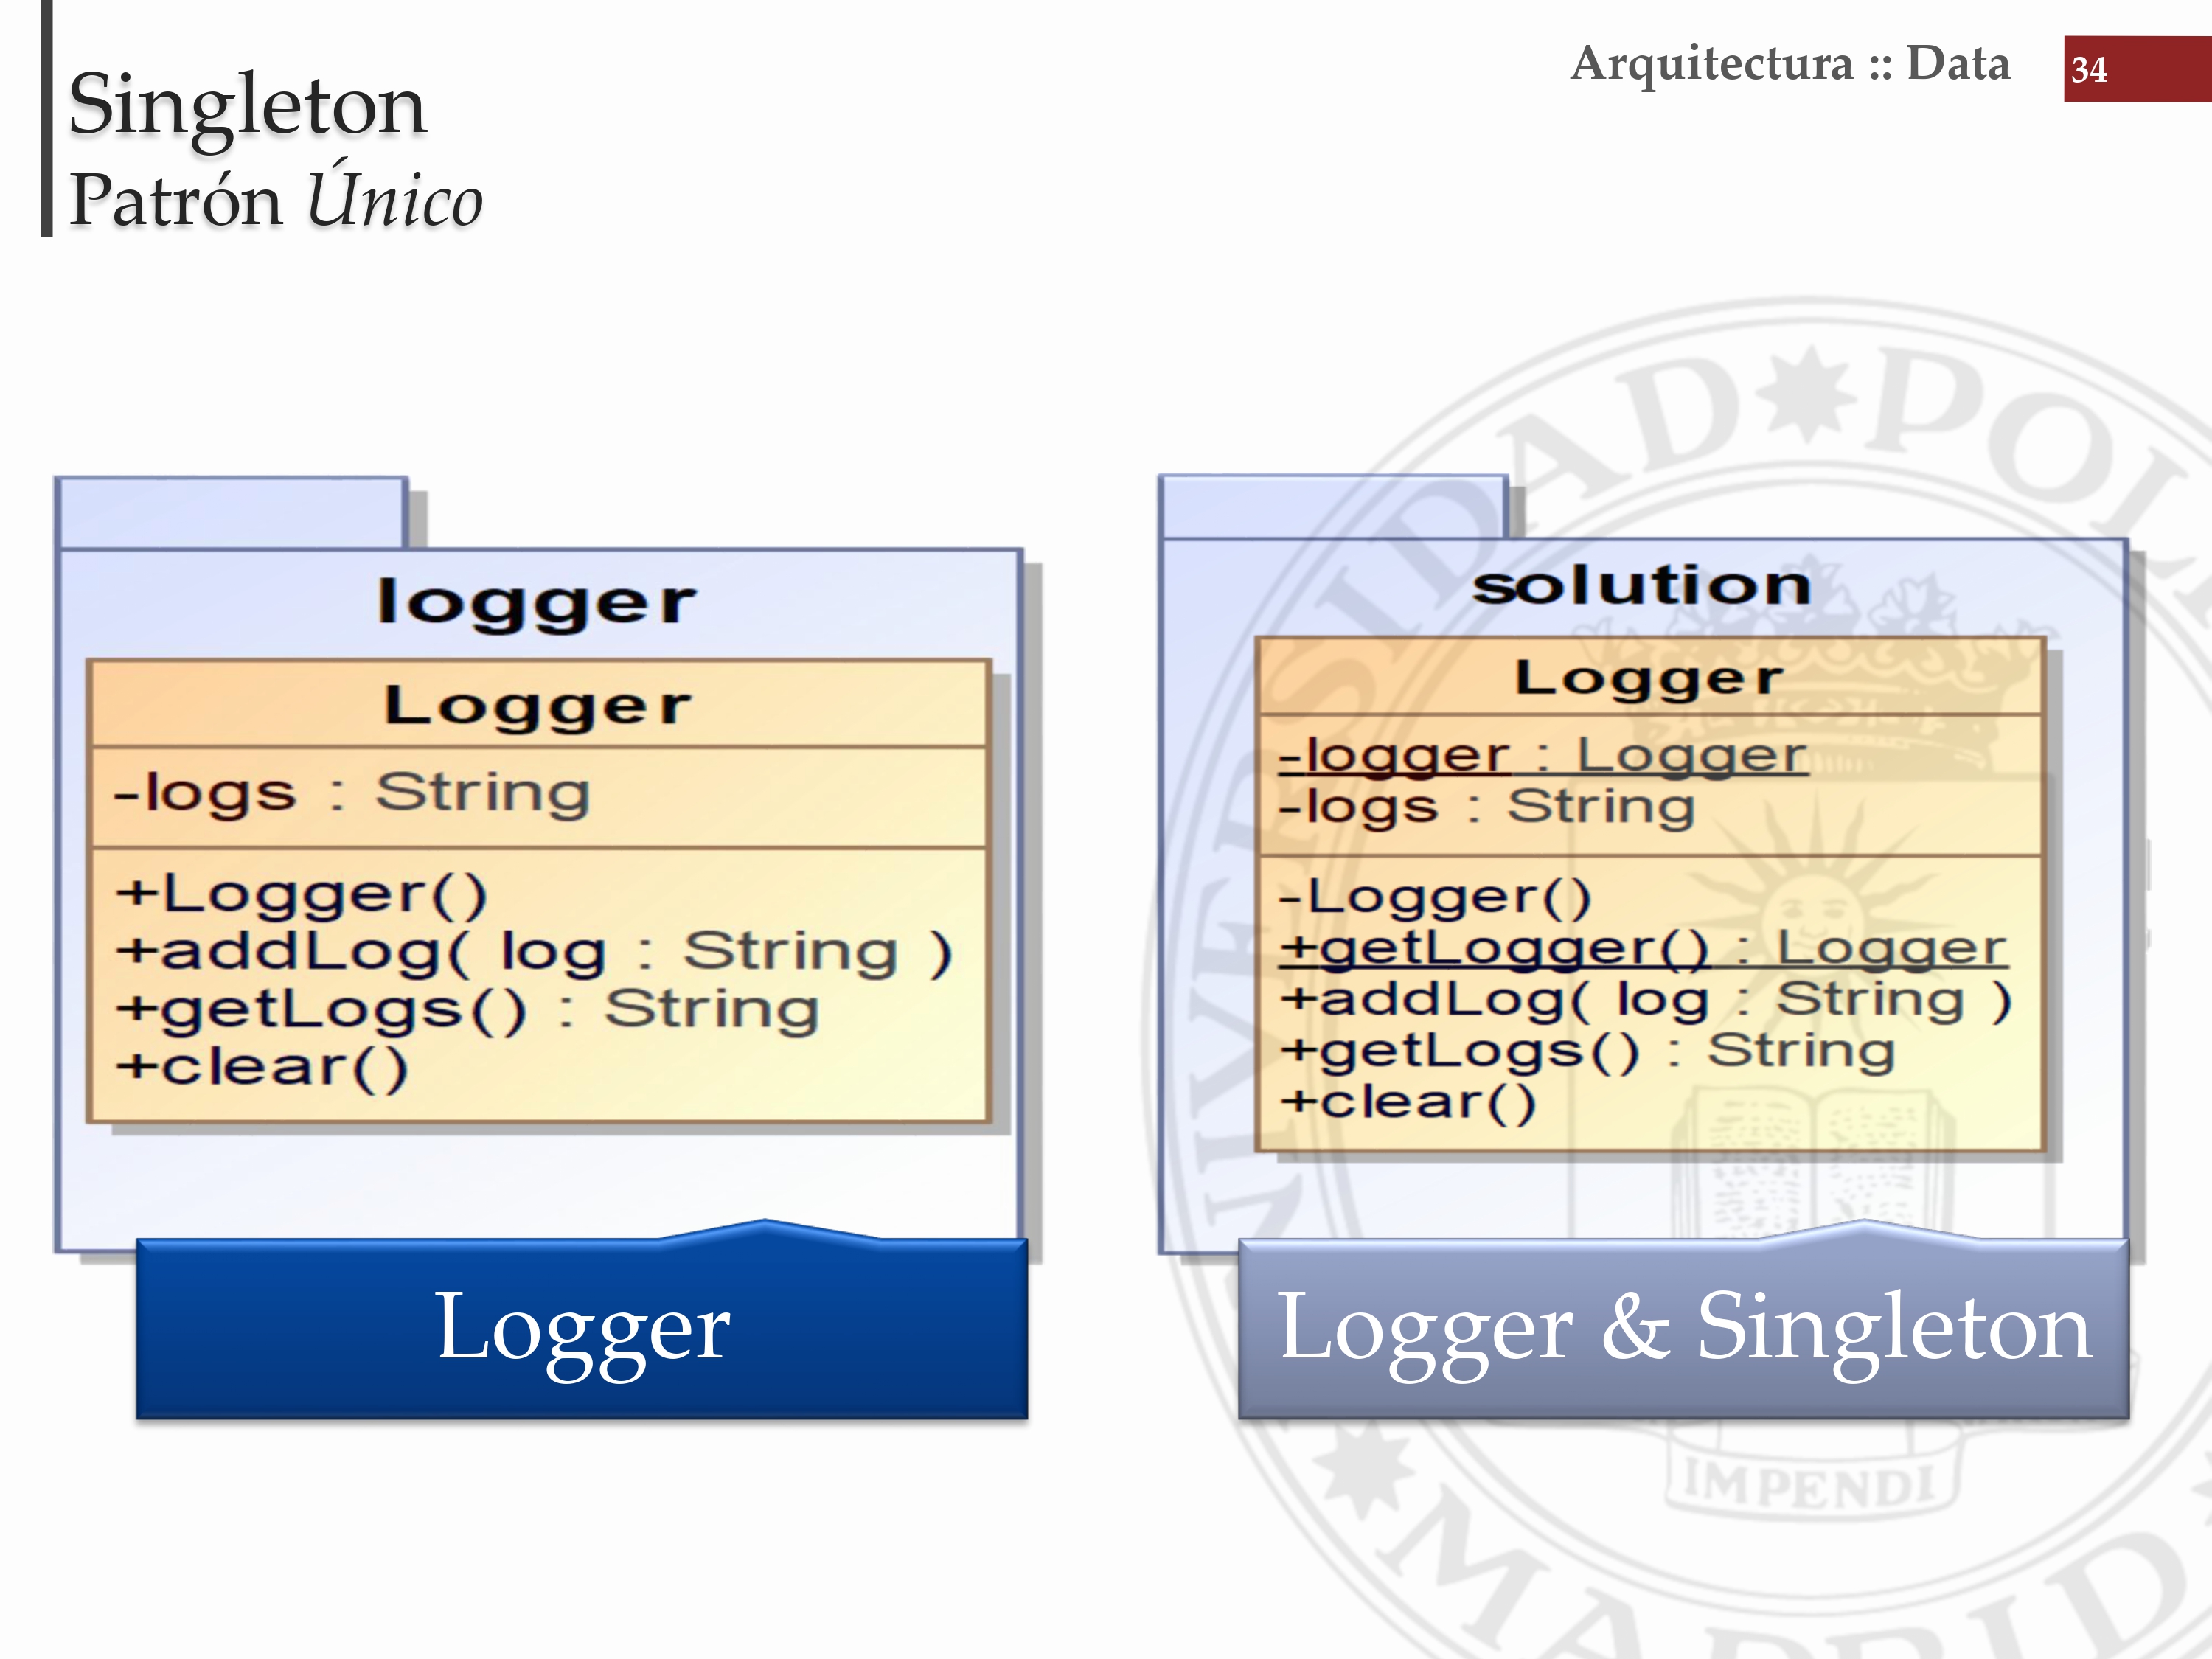 Singleton
Patrón Único
Arquitectura :: Data
34
logger
Logger
-logs : String
+Logger()
+addLog( log : String )
+getLogs() : String
+clear()
Logger
solution
Logger
-logger : Logger
-logs : String
-Logger()
+getLogger() : Logger
+addLog( log : String )
+getLogs() : String
+clear()
Logger & Singleton
IMPENDI